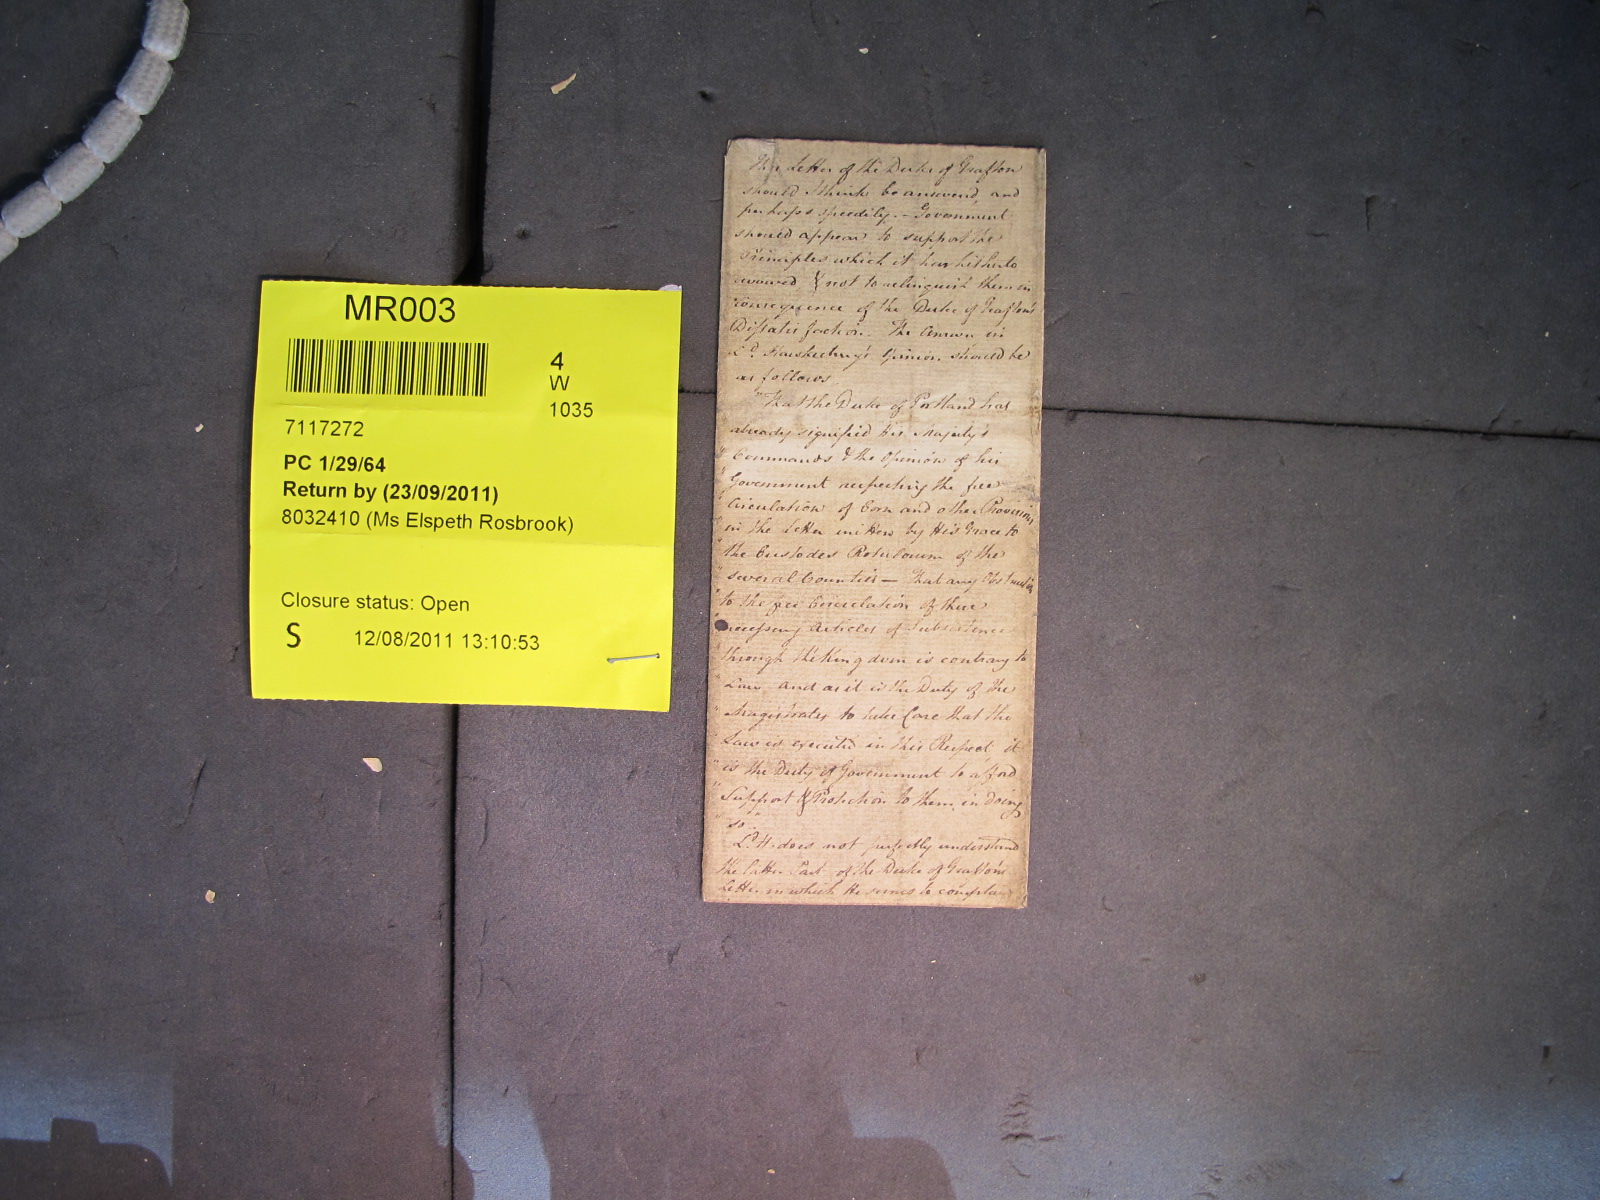 MR003
4
W
1035
7117272
PC 1/29/64
Return by (23/09/2011)
8032410 (Ms Elspeth Rosbrook)
Closure status: Open
S 12/08/2011 13:10:53
The Letter of the Duke of Grafton
should I think be answered, and
perhaps speedily. – Government
should appear to support the
Principles which it has hitherto
avowed, & not to relinquish them in
consequence of the Duke of Grafton's
Dissatisfaction. The Answer in
Ld. Hawkesbury's Opinion should be
as follows
"That the Duke of Portland has
already signified his Majesty's
" Commands & the Opinion of his
" Government respecting the free
" Circulation of Corn and other Provisions
" in the Letter written by His Grace to
" the Custodes Rotulorum of the
" several Counties — that any Obstruction
" to the free Circulation of these
" necessary Articles of Subsistence
" through the Kingdom is contrary to
" Law and as it is the Duty of the
" Magistrates to take Care that the
" Law is executed in this Respect, it
" is the Duty of Government to afford
" Support & Protection to them, in doing
" so."
Ld. H. does not perfectly understand
the latter Part of the Duke of Grafton's
Letter in which He seems to complain